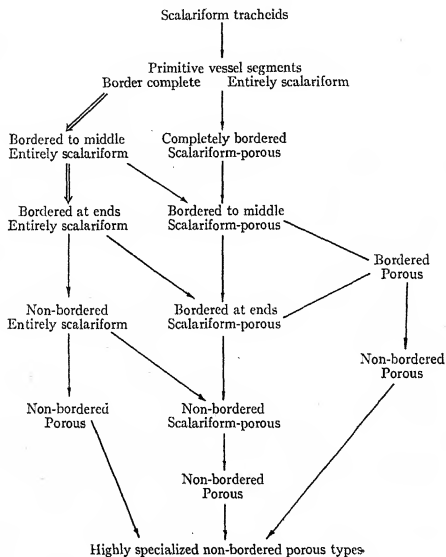 Scalariform tracheids
Primitive vessel segments
Border complete Entirely scalariform
Bordered to middle
Entirely scalariform
Completely bordered
Scalariform-porous
Bordered at ends
Entirely scalariform
Bordered to middle
Scalariform-porous
Bordered
Porous
Non-bordered
Entirely scalariform
Bordered at ends
Scalariform-porous
Non-bordered
Porous
Non-bordered
Porous
Non-bordered
Scalariform-porous
Non-bordered
Porous
Highly specialized non-bordered porous types